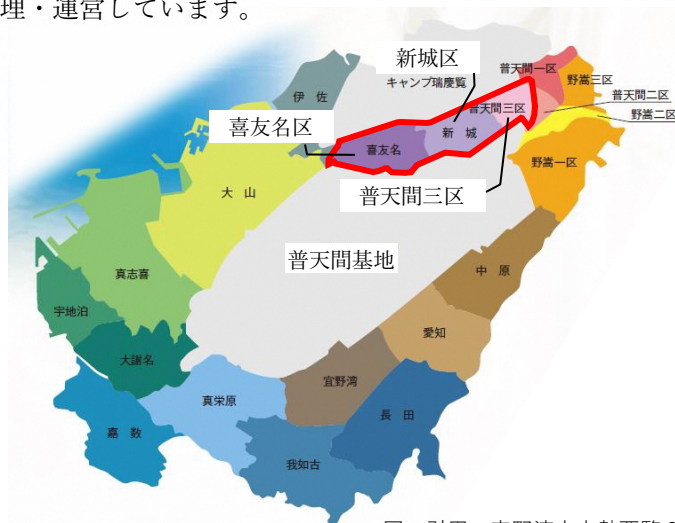 理・運営しています。
新城区
普天間一区
キャンプ瑞慶覧
野嵩三区
伊 佐
普天間二区
普天間三区
野嵩二区
喜友名区
新 城
喜友名
野嵩一区
大 山
普天間三区
普天間基地
中 原
真志喜
宇地泊
愛知
大謝名
宜野湾
真栄原
長 田
嘉 数
我如古